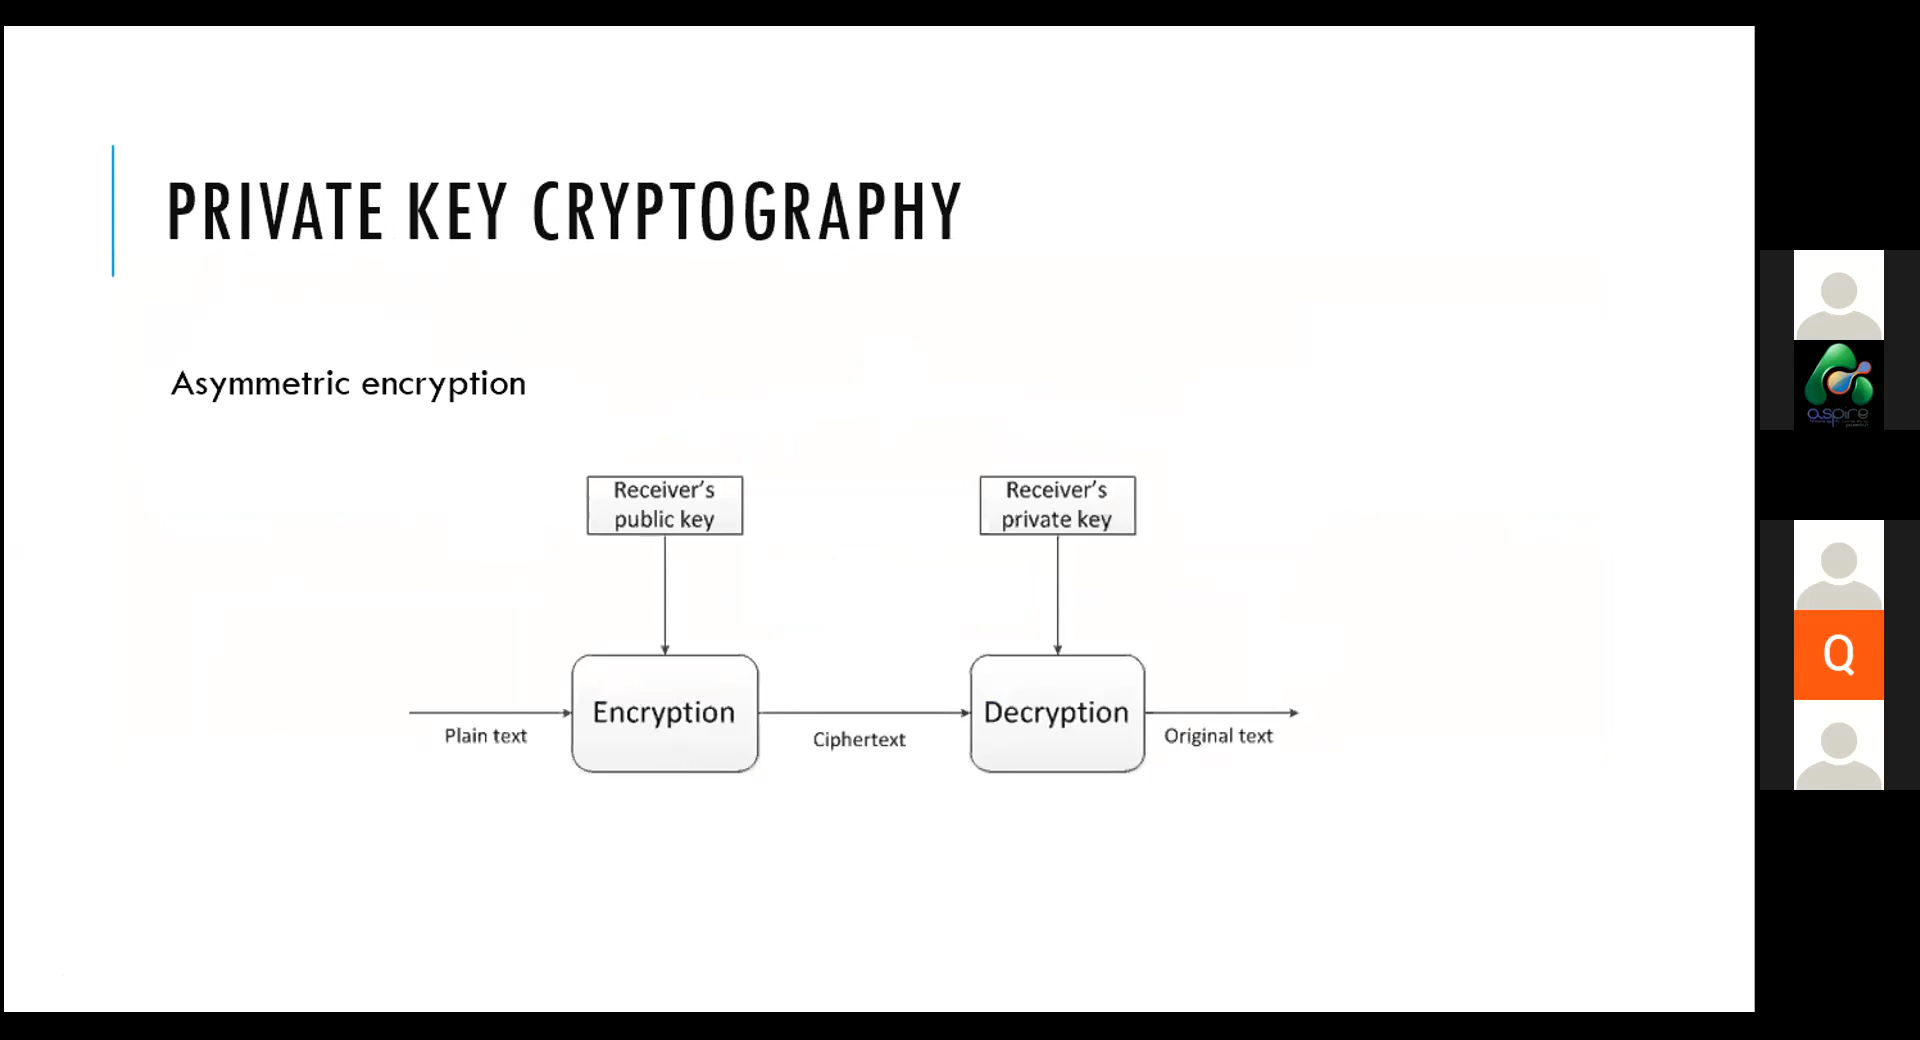 PRIVATE KEY CRYPTOGRAPHY
Asymmetric encryption
Receiver's
public key
Receiver's
private key
Encryption
Decryption
Plain text
Ciphertext
Original text
aspire
Q